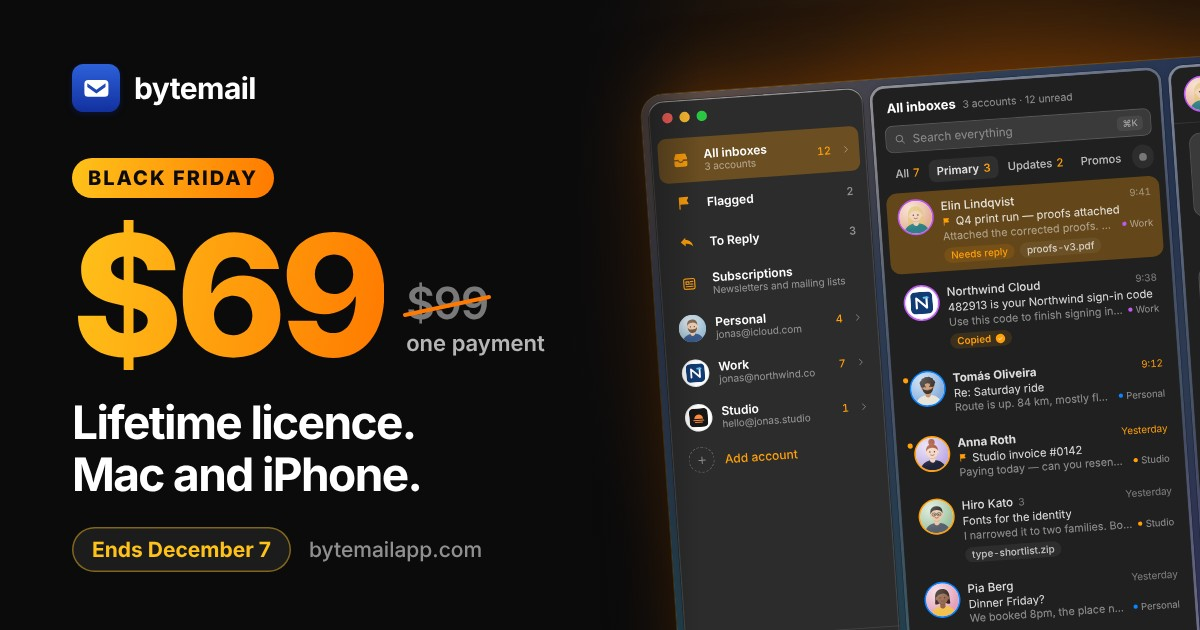 bytemail
BLACK FRIDAY
$69
$99
one payment
Lifetime licence.
Mac and iPhone.
Ends December 7
bytemailapp.com
All inboxes
3 accounts
12
Flagged
2
To Reply
3
Subscriptions
Newsletters and mailing lists
Personal
jonas@icloud.com
4
Work
jonas@northwind.co
7
Studio
hello@jonas.studio
1
Add account
All inboxes 3 accounts · 12 unread
Search everything ⌘K
All 7 Primary 3 Updates 2 Promos
Elin Lindqvist 9:41
Q4 print run — proofs attached
Attached the corrected proofs. ... Work
Needs reply proofs-v3.pdf
Northwind Cloud 9:38
482913 is your Northwind sign-in code
Use this code to finish signing in... Work
Copied
Tomás Oliveira 9:12
Re: Saturday ride
Route is up. 84 km, mostly fl... Personal
Anna Roth Yesterday
Studio invoice #0142
Paying today — can you resen... Studio
Hiro Kato 3 Yesterday
Fonts for the identity
I narrowed it to two families. Bo... Studio
type-shortlist.zip
Pia Berg Yesterday
Dinner Friday?
We booked 8pm, the place n... Personal